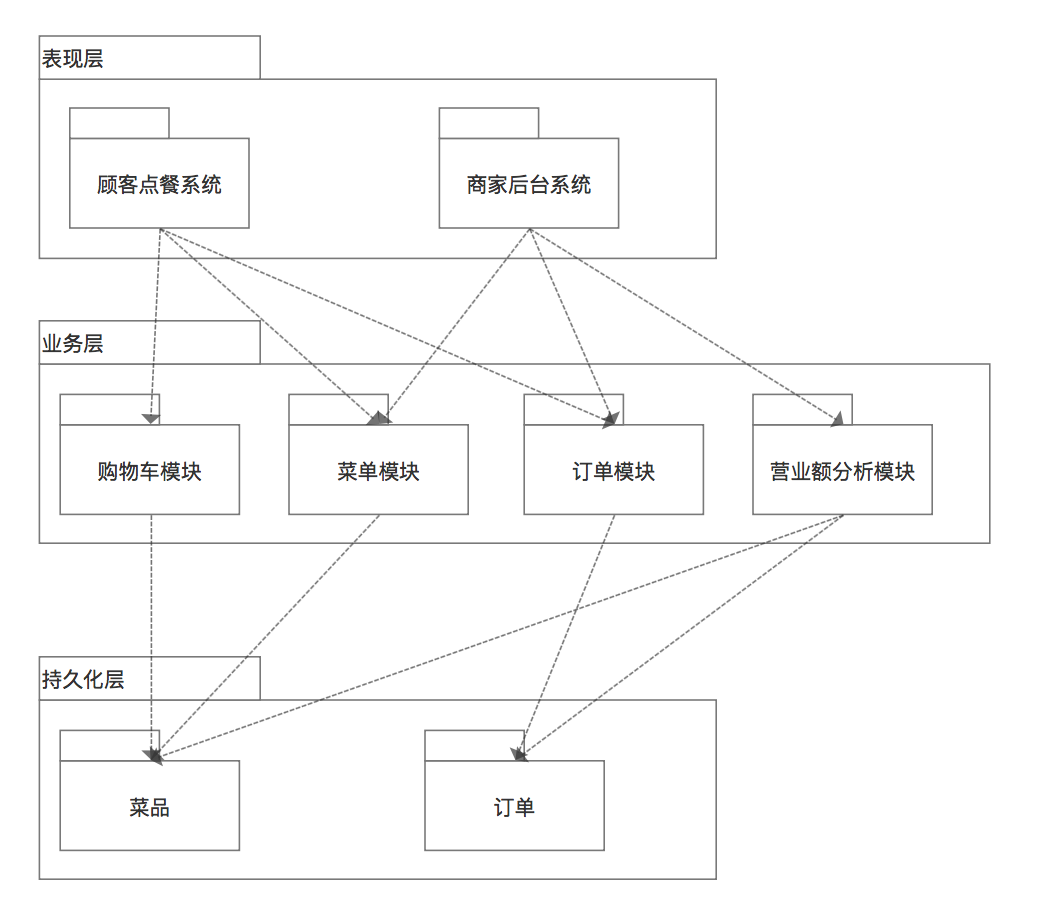 表现层
顾客点餐系统
商家后台系统
业务层
购物车模块
菜单模块
订单模块
营业额分析模块
持久化层
菜品
订单